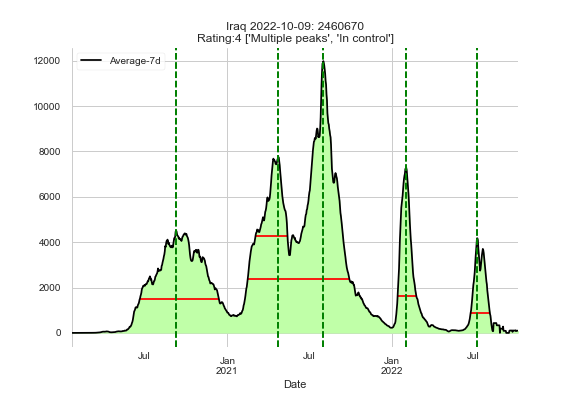 Iraq 2022-10-09: 2460670
Rating:4 ['Multiple peaks', 'In control']
Average-7d
12000
10000
8000
6000
4000
2000
0
Jul
Jan
2021
Jul
Jan
2022
Jul
Date